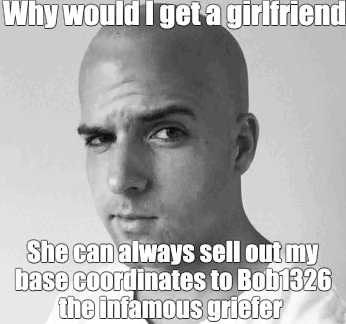 Why would I get a girlfriend
She can always sell out my
base coordinates to Bob1326
the infamous griefer